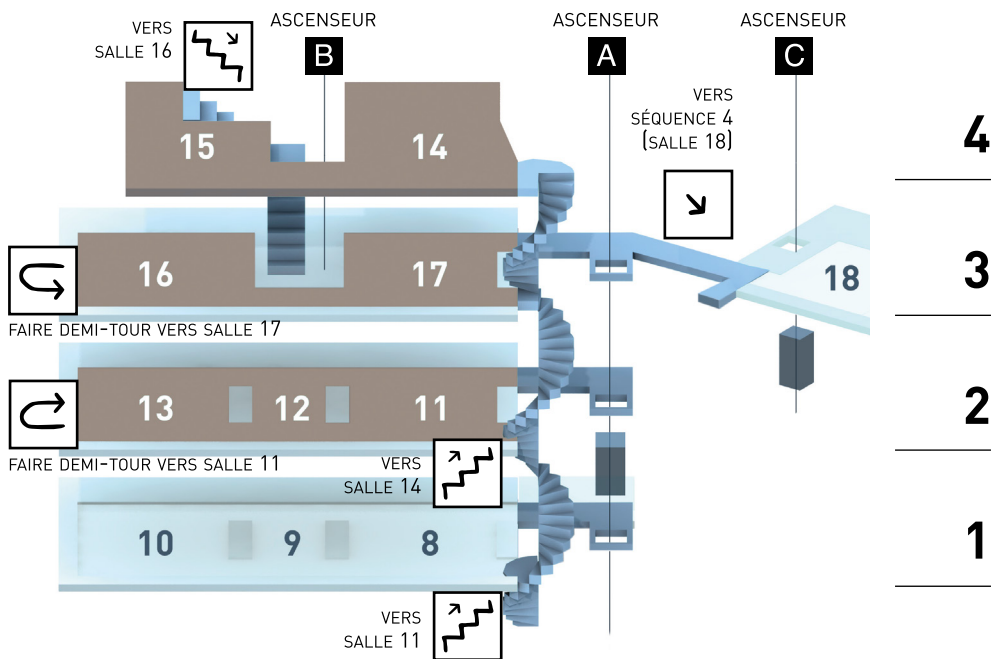 VERS
SALLE 16
ASCENSEUR
B
ASCENSEUR
A
ASCENSEUR
C
VERS
SÉQUENCE 4
(SALLE 18)
15
14
4
16
17
18
3
FAIRE DEMI-TOUR VERS SALLE 17
13
12
11
2
FAIRE DEMI-TOUR VERS SALLE 11
VERS
SALLE 14
10
9
8
1
VERS
SALLE 11